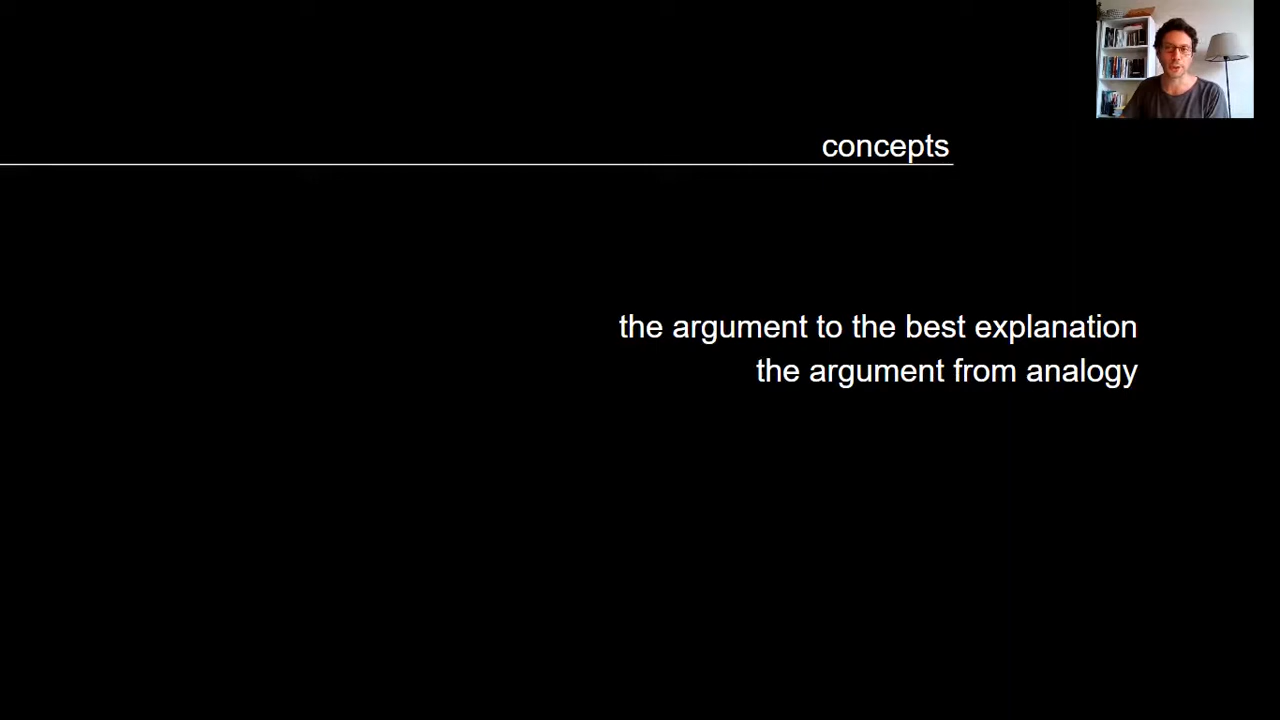 concepts
the argument to the best explanation
the argument from analogy